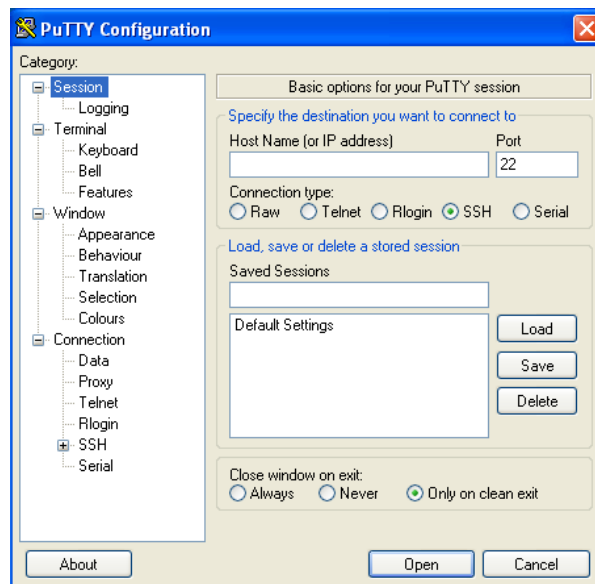 PuTTY Configuration
Category:
Session
Logging
Terminal
Keyboard
Bell
Features
Window
Appearance
Behaviour
Translation
Selection
Colours
Connection
Data
Proxy
Telnet
Rlogin
SSH
Serial
Basic options for your PuTTY session
Specify the destination you want to connect to
Host Name (or IP address) Port
22
Connection type:
Raw Telnet Rlogin SSH Serial
Load, save or delete a stored session
Saved Sessions
Default Settings
Load
Save
Delete
Close window on exit:
Always Never Only on clean exit
About Open Cancel